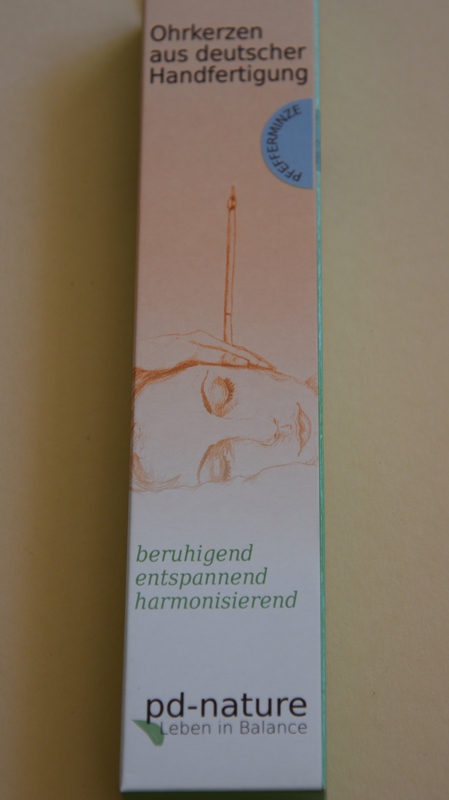 Ohrkerzen
aus deutscher
Handfertigung
PFEFFERMINZE
beruhigend
entspannend
harmonisierend
pd-nature
Leben in Balance